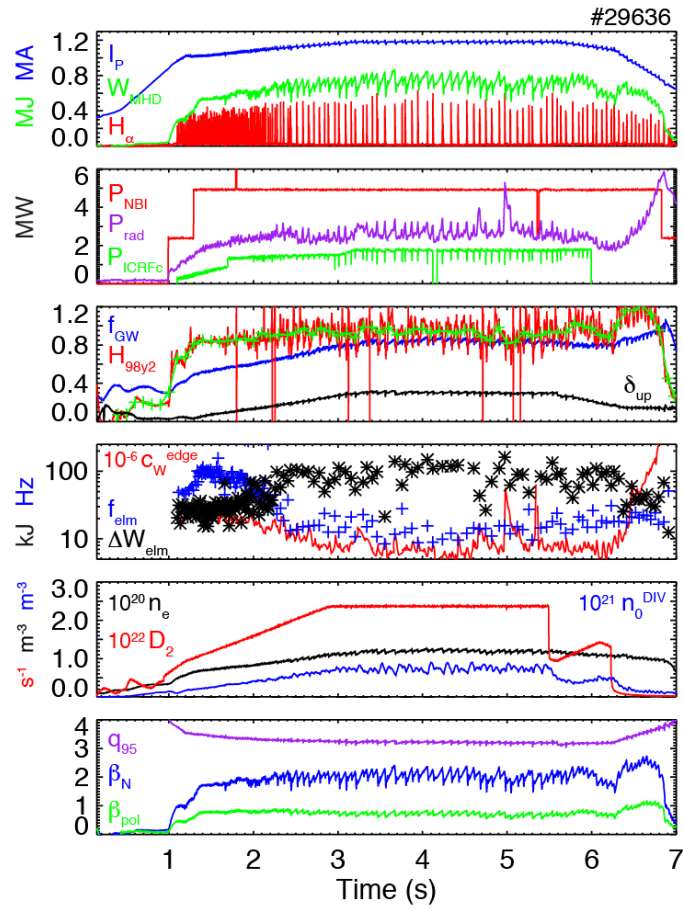 #29636
MJ MA
1.2
0.8
0.4
0.0
I_P
W_MHD
H_α
MW
6
4
2
0
P_NBI
P_rad
P_ICRFc
1.2
0.8
0.4
0.0
f_GW
H_98y2
δ_up
kJ Hz
100
10
10^-6 c_W^edge
f_elm
ΔW_elm
s^-1 m^-3 m^-3
3.0
2.0
1.0
0.0
10^20 n_e
10^22 D_2
10^21 n_0^DIV
4
3
2
1
0
q_95
β_N
β_pol
1 2 3 4 5 6 7
Time (s)